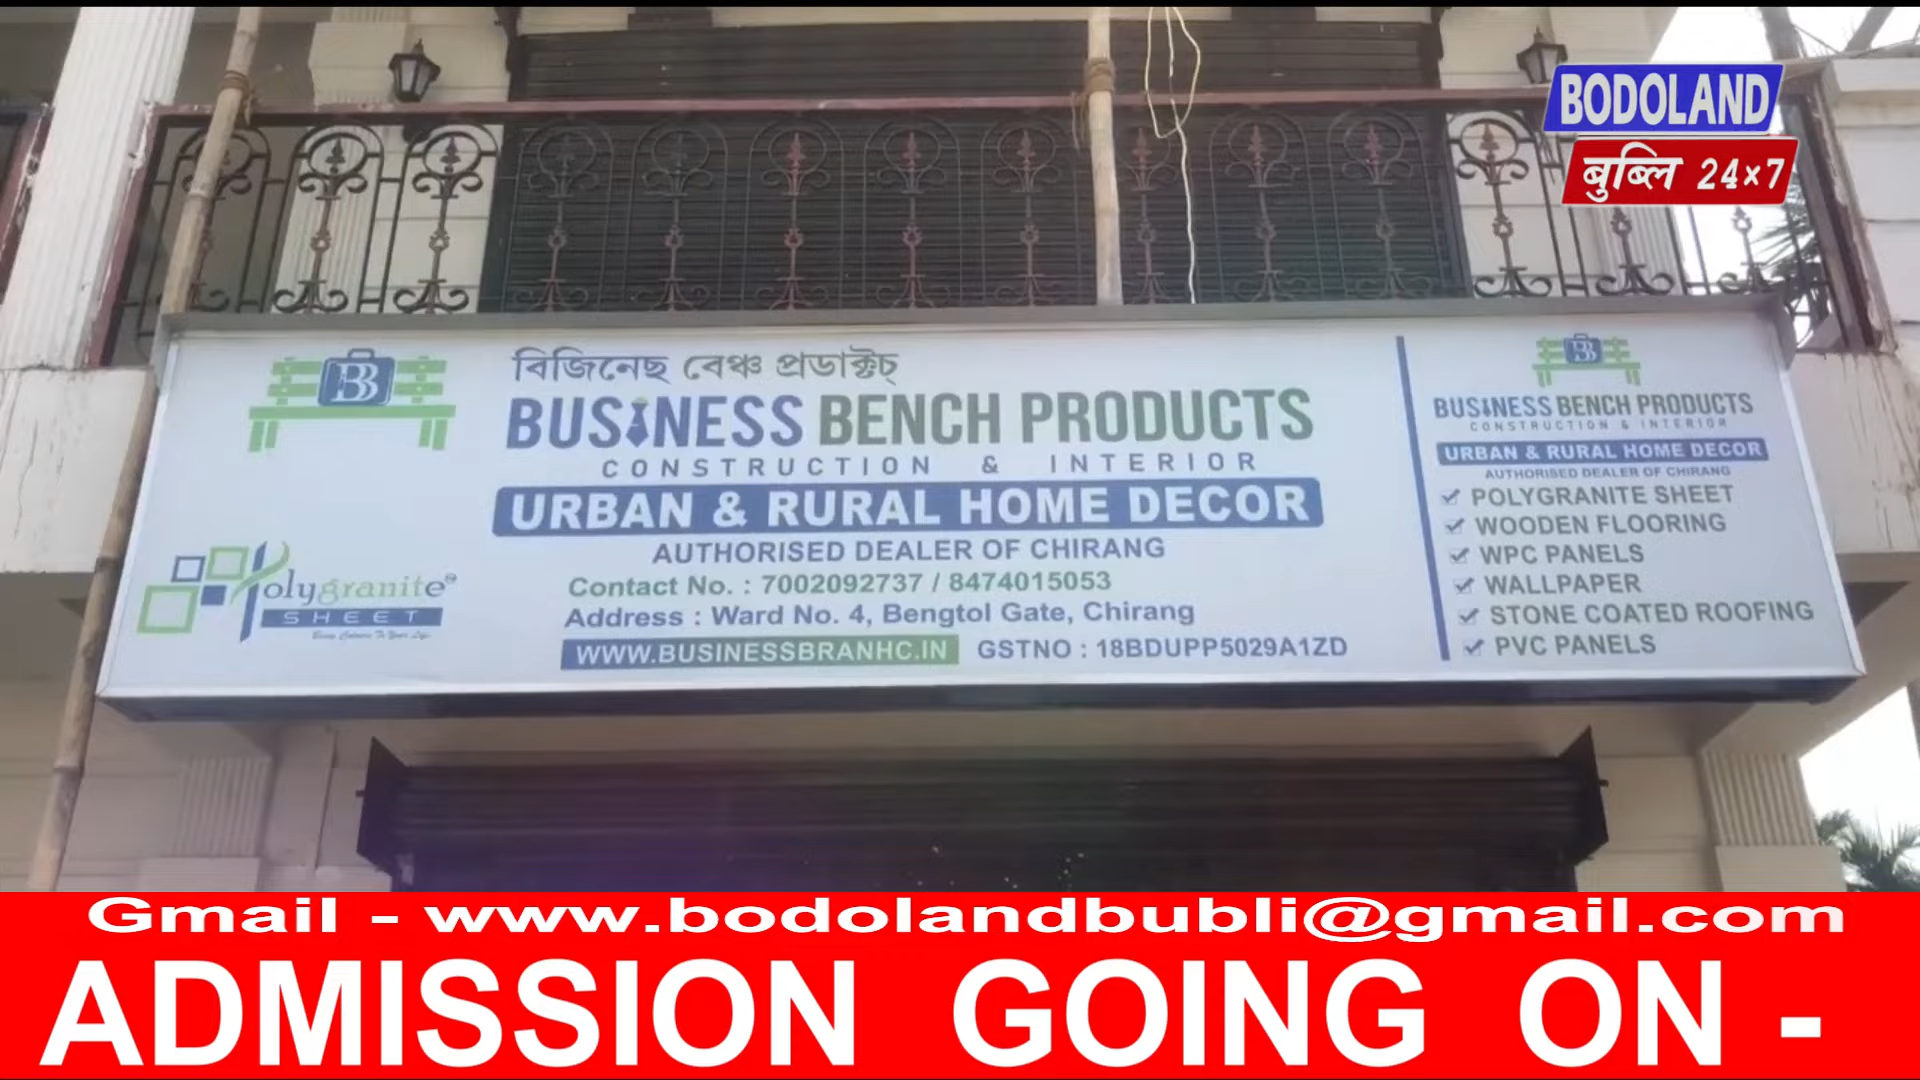 BODOLAND
बुब्लि 24×7
বিজিনেছ বেঞ্চ প্রডাক্টচ্
BUSINESS BENCH PRODUCTS
CONSTRUCTION & INTERIOR
URBAN & RURAL HOME DECOR
AUTHORISED DEALER OF CHIRANG
Contact No. : 7002092737 / 8474015053
Address : Ward No. 4, Bengtol Gate, Chirang
WWW.BUSINESSBRANHC.IN GSTNO : 18BDUPP5029A1ZD
BB
Polygranite
SHEET
BB
BUSINESS BENCH PRODUCTS
CONSTRUCTION & INTERIOR
URBAN & RURAL HOME DECOR
AUTHORISED DEALER OF CHIRANG
POLYGRANITE SHEET
WOODEN FLOORING
WPC PANELS
WALLPAPER
STONE COATED ROOFING
PVC PANELS
Gmail - www.bodolandbubli@gmail.com
ADMISSION GOING ON -